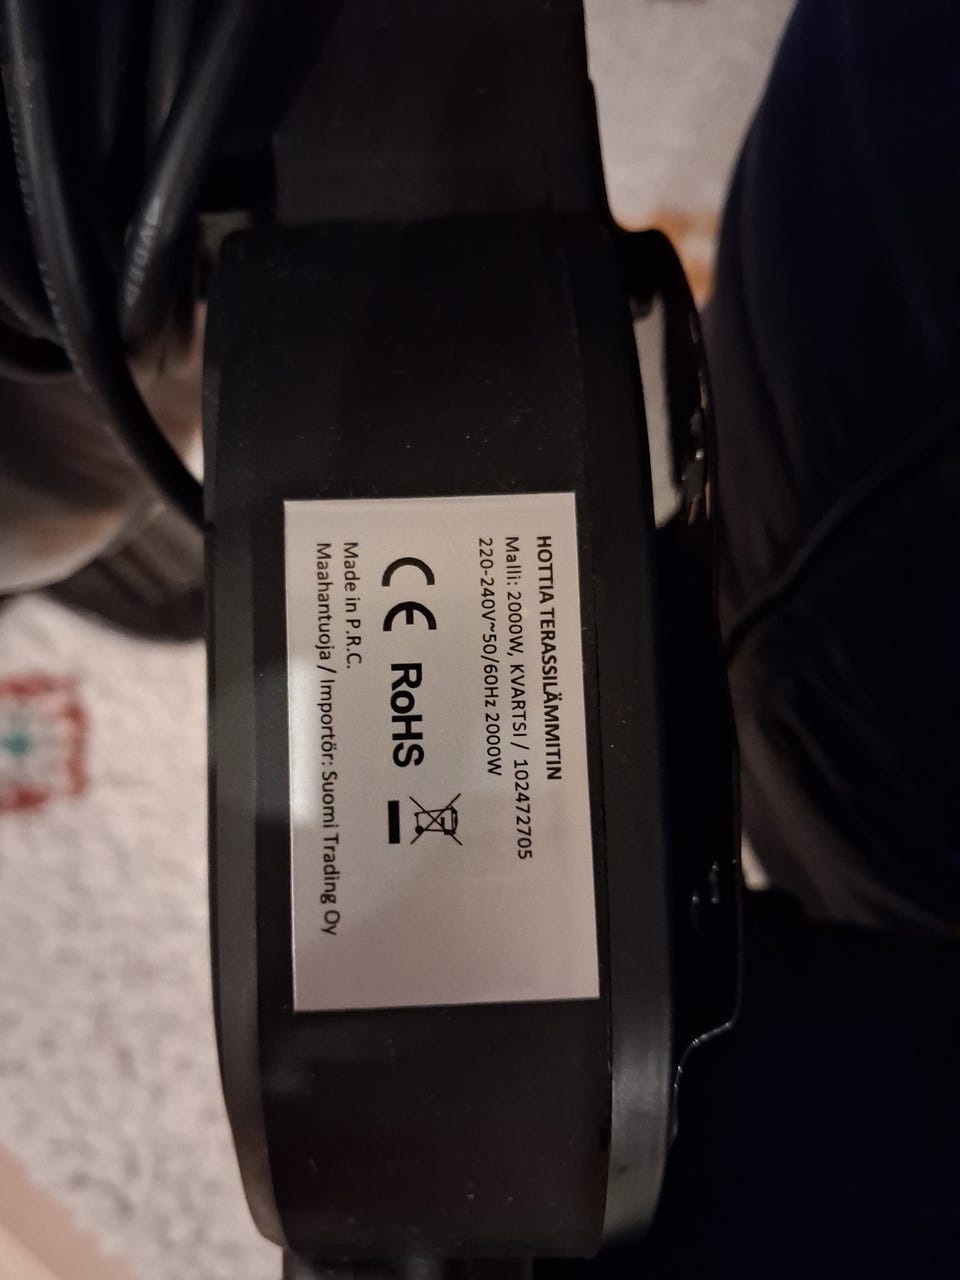 HOTTIA TERASSILÄMMITIN
Malli: 2000W, KVARTSI / 102472705
220-240V~50/60Hz 2000W
CE RoHS
Made in P.R.C.
Maahantuoja / Importör: Suomi Trading Oy